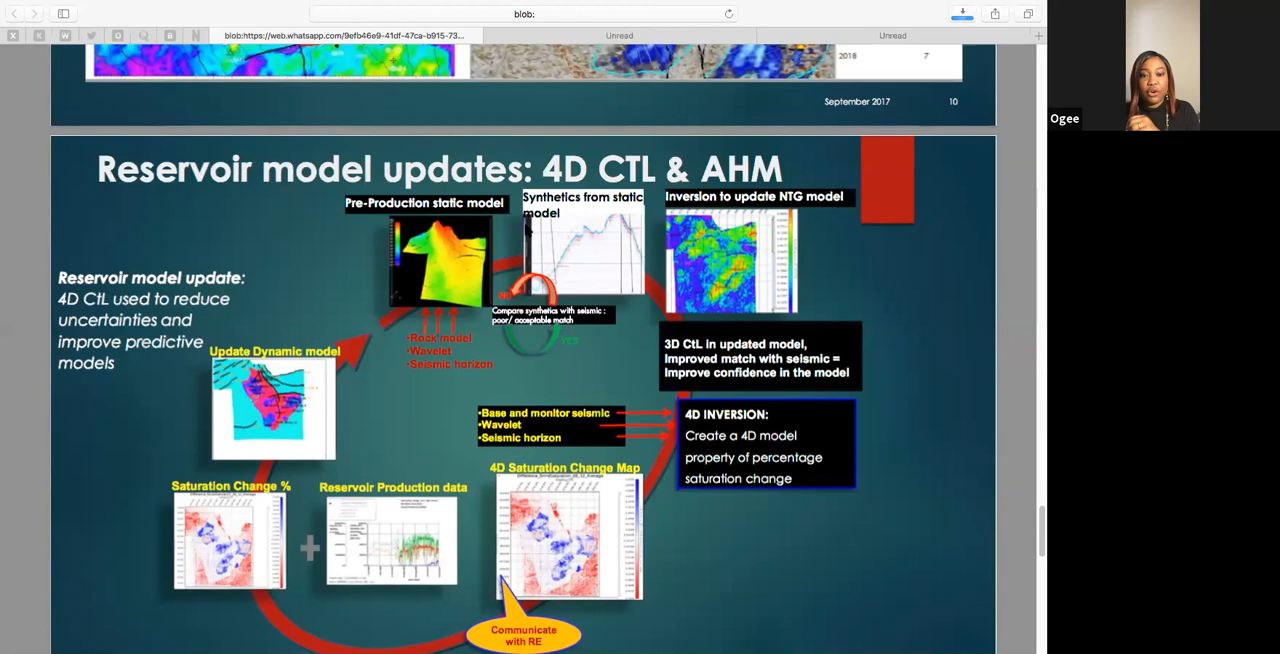 blob:
X
K
W
O
B
N
blob:https://web.whatsapp.com/9efb46e9-41df-47ca-b915-73...
Unread
Unread
2018
7
September 2017
10
Ogee
Reservoir model updates: 4D CTL & AHM
Pre-Production static model
Synthetics from static
model
Inversion to update NTG model
Reservoir model update:
4D CtL used to reduce
uncertainties and
improve predictive
models
NO
Compare synthetics with seismic :
poor/ acceptable match
YES
•Rock model
•Wavelet
•Seismic horizon
3D CtL in updated model,
Improved match with seismic =
Improve confidence in the model
Update Dynamic model
•Base and monitor seismic
•Wavelet
•Seismic horizon
4D INVERSION:
Create a 4D model
property of percentage
saturation change
4D Saturation Change Map
Saturation Change %
Reservoir Production data
+
Communicate
with RE